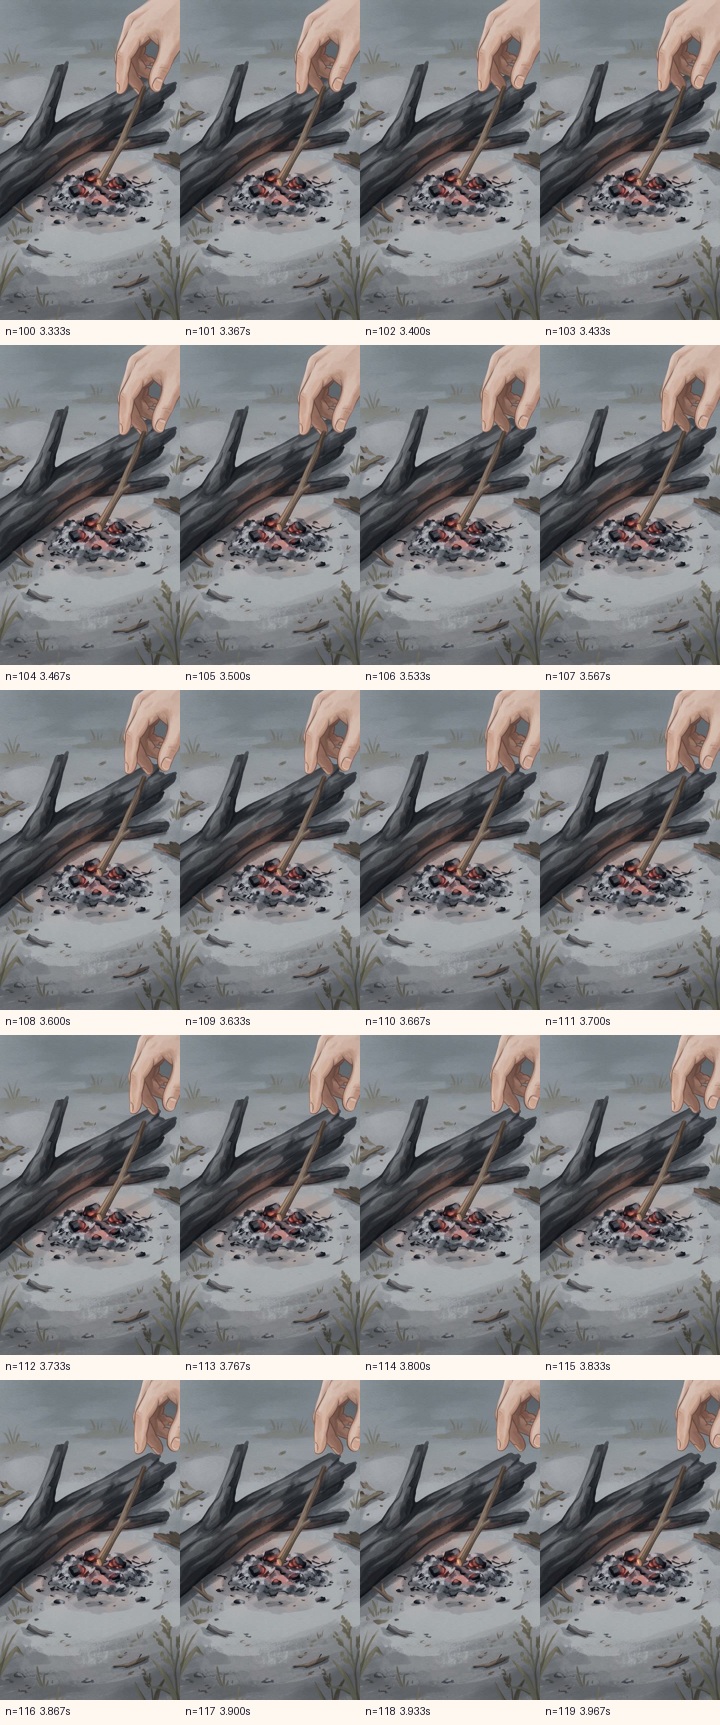 n=100 3.333s
n=101 3.367s
n=102 3.400s
n=103 3.433s
n=104 3.467s
n=105 3.500s
n=106 3.533s
n=107 3.567s
n=108 3.600s
n=109 3.633s
n=110 3.667s
n=111 3.700s
n=112 3.733s
n=113 3.767s
n=114 3.800s
n=115 3.833s
n=116 3.867s
n=117 3.900s
n=118 3.933s
n=119 3.967s